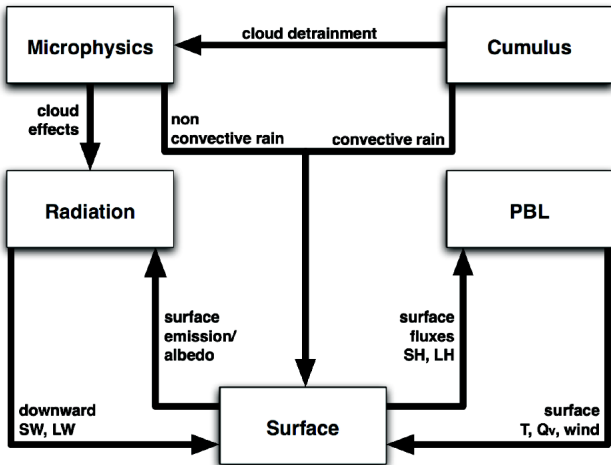 Microphysics
cloud detrainment
Cumulus
cloud
effects
non
convective rain
convective rain
Radiation
PBL
surface
emission/
albedo
surface
fluxes
SH, LH
downward
SW, LW
Surface
surface
T, Qv, wind